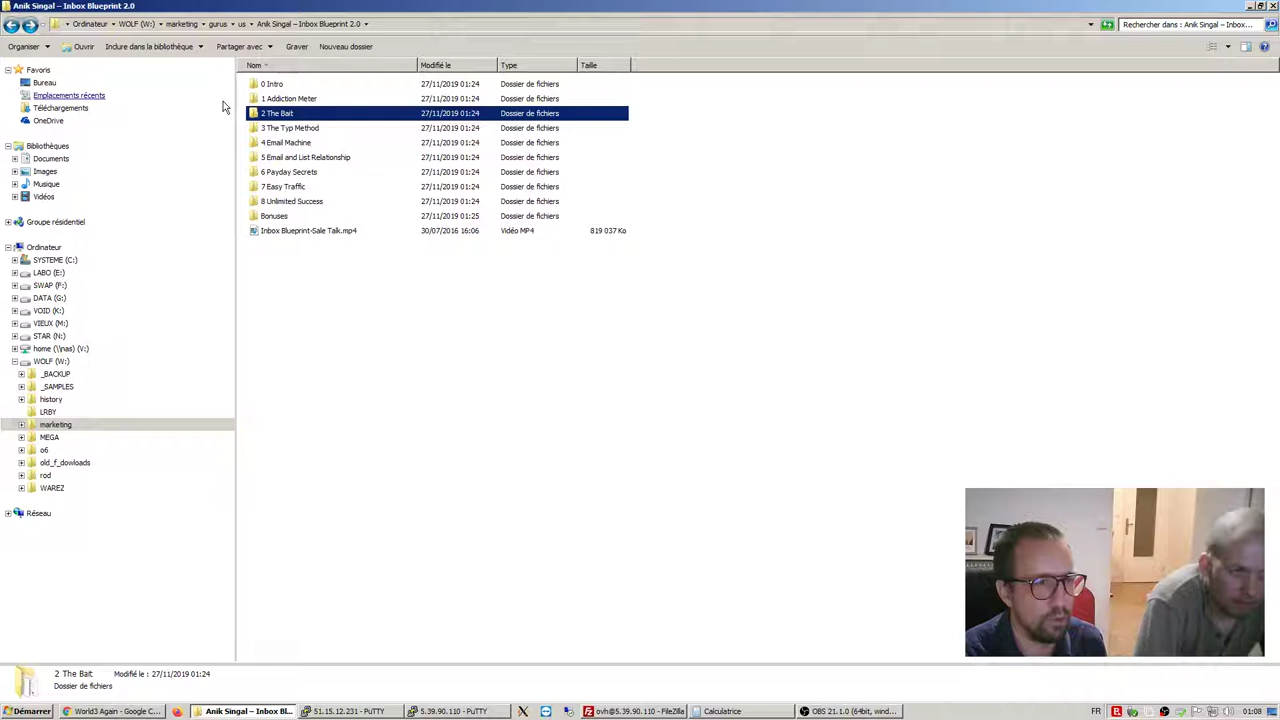 Anik Singal – Inbox Blueprint 2.0
Ordinateur WOLF (W:) marketing gurus us Anik Singal – Inbox Blueprint 2.0
Rechercher dans : Anik Singal – Inbox...
Organiser Ouvrir Inclure dans la bibliothèque Partager avec Graver Nouveau dossier
Nom Modifié le Type Taille
0 Intro 27/11/2019 01:24 Dossier de fichiers
1 Addiction Meter 27/11/2019 01:24 Dossier de fichiers
2 The Bait 27/11/2019 01:24 Dossier de fichiers
3 The Typ Method 27/11/2019 01:24 Dossier de fichiers
4 Email Machine 27/11/2019 01:24 Dossier de fichiers
5 Email and List Relationship 27/11/2019 01:24 Dossier de fichiers
6 Payday Secrets 27/11/2019 01:24 Dossier de fichiers
7 Easy Traffic 27/11/2019 01:24 Dossier de fichiers
8 Unlimited Success 27/11/2019 01:24 Dossier de fichiers
Bonuses 27/11/2019 01:25 Dossier de fichiers
Inbox Blueprint-Sale Talk.mp4 30/07/2016 16:06 Vidéo MP4 819 037 Ko
Favoris
Bureau
Emplacements récents
Téléchargements
OneDrive
Bibliothèques
Documents
Images
Musique
Vidéos
Groupe résidentiel
Ordinateur
SYSTEME (C:)
LABO (E:)
SWAP (F:)
DATA (G:)
VOID (K:)
VIEUX (M:)
STAR (N:)
home (\\nas) (V:)
WOLF (W:)
_BACKUP
_SAMPLES
history
LRBY
marketing
MEGA
o6
old_f_dowloads
rod
WAREZ
Réseau
2 The Bait Modifié le : 27/11/2019 01:24
Dossier de fichiers
Démarrer World3 Again - Google C... Anik Singal – Inbox Bl... 51.15.12.231 - PuTTY 5.39.90.110 - PuTTY ovh@5.39.90.110 - FileZilla Calculatrice OBS 21.1.0 (64bit, wind... FR 01:08